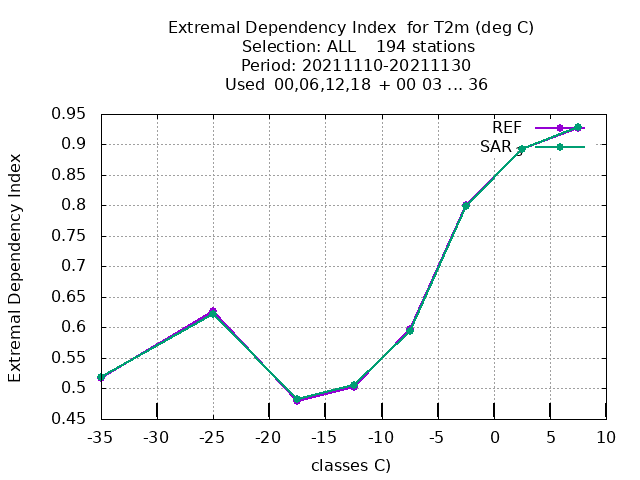 Extremal Dependency Index  for T2m (deg C)
Selection: ALL    194 stations
Period: 20211110-20211130
Used  00,06,12,18  + 00 03 ... 36
0.95
0.9
0.85
0.8
0.75
0.7
0.65
0.6
0.55
0.5
0.45
Extremal Dependency Index
REF
SAR
-35
-30
-25
-20
-15
-10
-5
0
5
10
classes C)